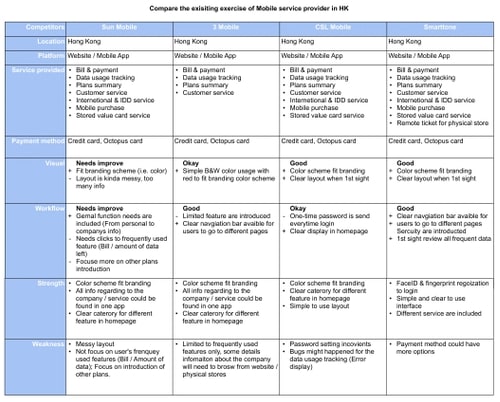 Compare the exisiting exercise of Mobile service provider in HK
Competitors
Sun Mobile
3 Mobile
CSL Mobile
Smartone
Location
Hong Kong
Hong Kong
Hong Kong
Hong Kong
Platform
Website / Mobile App
Website / Mobile App
Website / Mobile App
Website / Mobile App
Service provided
• Bill & payment
• Data usage tracking
• Plans summary
• Customer service
• International & IDD service
• Mobile purchase
• Stored value card service
• Bill & payment
• Data usage tracking
• Plans summary
• Customer service
• Bill & payment
• Data usage tracking
• Plans summary
• Customer service
• International & IDD service
• Mobile purchase
• Stored value card service
• Bill & payment
• Data usage tracking
• Plans summary
• Customer service
• International & IDD service
• Mobile purchase
• Stored value card service
• Remote ticket for physical store
Payment method
Credit card, Octopus card
Credit card, Octopus card
Credit card, Octopus card
Credit card, Octopus card
Visual
Needs improve
+ Fit branding scheme (i.e. color)
- Layout is kinda messy, too
many info
Okay
+ Simple B&W color usage with
red to fit branding color scheme
Good
+ Color scheme fit branding
+ Clear layout when 1st sight
Good
+ Color scheme fit branding
+ Clear layout when 1st sight
Workflow
Needs improve
+ Gernal function needs are
included (From personal to
companys info)
- Needs clicks to frequently used
feature (Bill / amount of data
left)
- Focuse more on other plans
introduction
Good
- Limited feature are introduced
+ Clear navgiation bar avaible for
users to go to different pages
Okay
- One-time password is send
everytime login
+ Clear display in homepage
Good
+ Clear navgiation bar avaible for
+ users to go to different pages
Sercuity are introduced
+ 1st sight review all frequent data
Strength
• Color scheme fit branding
• All info regarding to the
company / service could be
found in one app
• Clear caterory for different
feature in homepage
• Color scheme fit branding
• All info regarding to the
company / service could be
found in one app
• Clear caterory for different
feature in homepage
• Color scheme fit branding
• Clear caterory for different
feature in homepage
• Simple to use layout
• FaceID & fingerprint
to login
• Simple and clear to use
interface
• Different service are included
Weakness
• Messy layout
• Not focus on user's frenquey
used features (Bill / Amount of
data); Focus on introduction of
other plans.
• Limited to frequently used
features only, some details
infomaiton about the company
will need to brosw from website /
physical stores
• Password setting incovients
• Bugs might happened for the
data usage tracking (Error
display)
• Payment method could have
more options